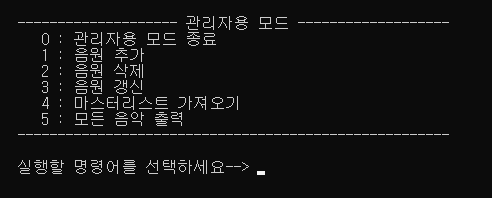 -------------------- 관리자용 모드 -------------------
0 : 관리자용 모드 종료
1 : 음원 추가
2 : 음원 삭제
3 : 음원 갱신
4 : 마스터리스트 가져오기
5 : 모든 음악 출력
------------------------------------------------------
실행할 명령어를 선택하세요-->